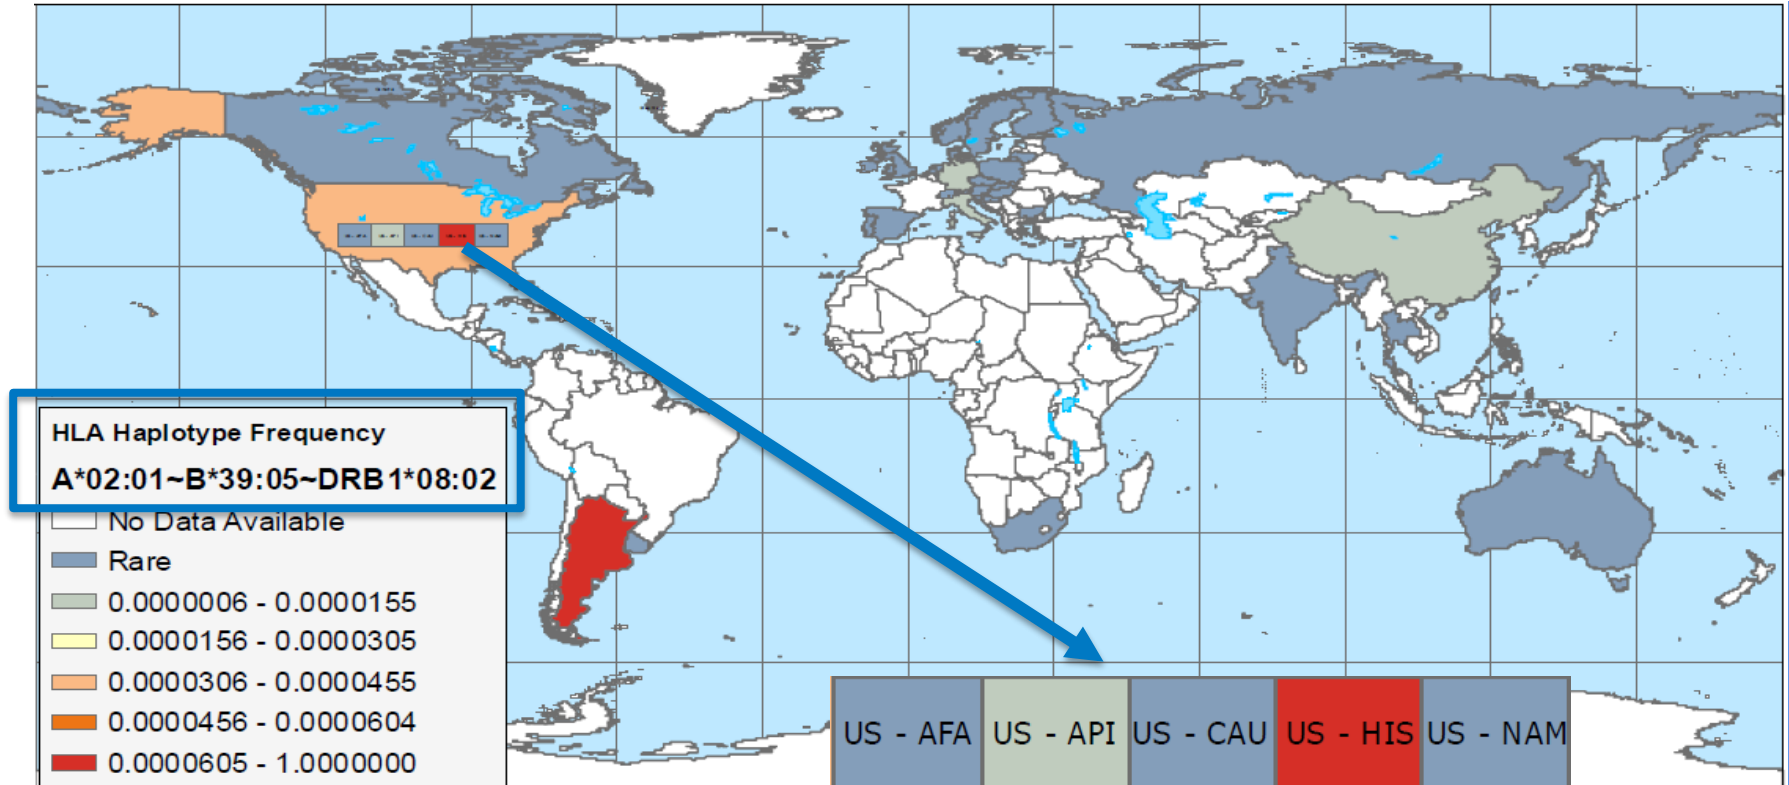 HLA Haplotype Frequency
A*02:01~B*39:05~DRB1*08:02
No Data Available
Rare
0.0000006 - 0.0000155
0.0000156 - 0.0000305
0.0000306 - 0.0000455
0.0000456 - 0.0000604
0.0000605 - 1.0000000
US - AFA US - API US - CAU US - HIS US - NAM